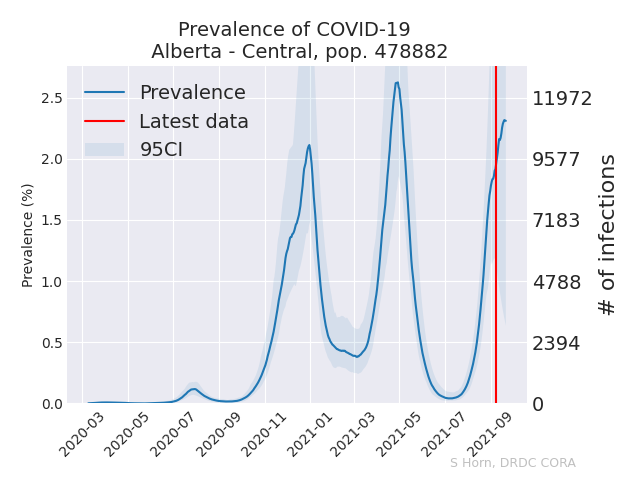 Prevalence of COVID-19
Alberta - Central, pop. 478882
Prevalence
Latest data
95CI
Prevalence (%)
2.5
2.0
1.5
1.0
0.5
0.0
11972
9577
7183
4788
2394
0
# of infections
2020-03
2020-05
2020-07
2020-09
2020-11
2021-01
2021-03
2021-05
2021-07
2021-09
S Horn, DRDC CORA